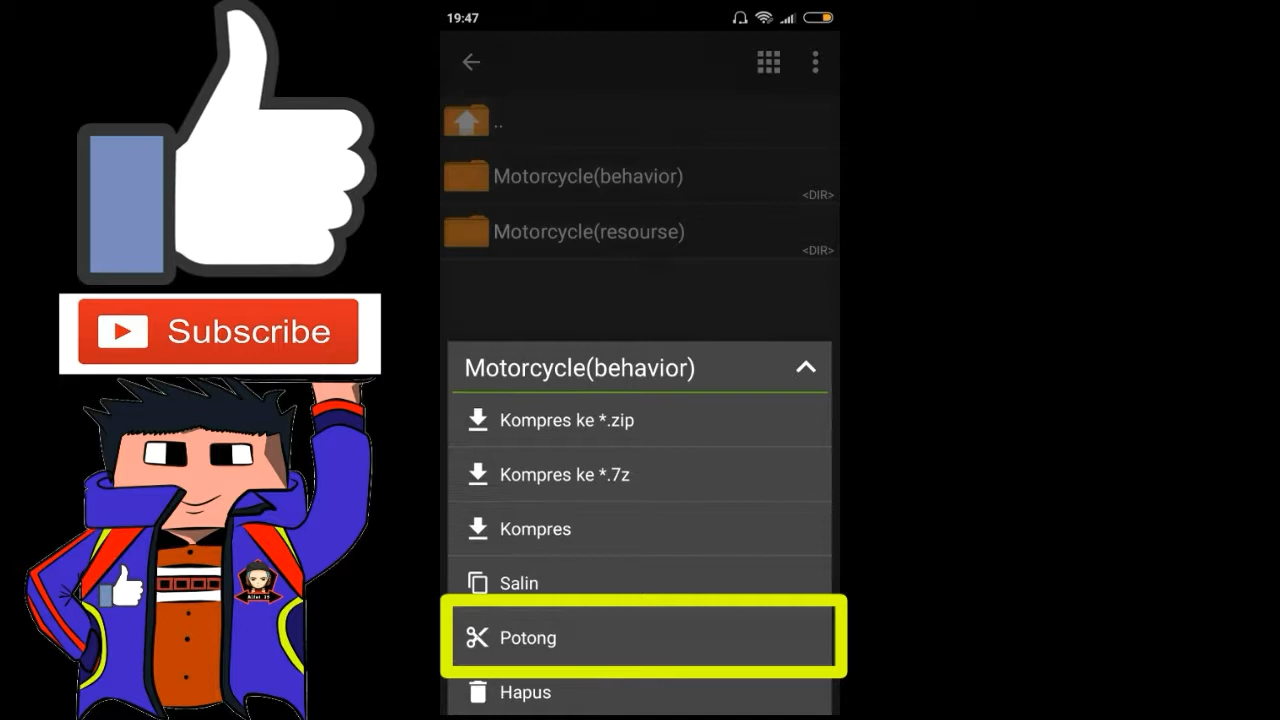 19:47
..
Motorcycle(behavior)
<DIR>
Motorcycle(resourse)
<DIR>
Subscribe
Motorcycle(behavior)
Kompres ke *.zip
Kompres ke *.7z
Kompres
Salin
Potong
Hapus